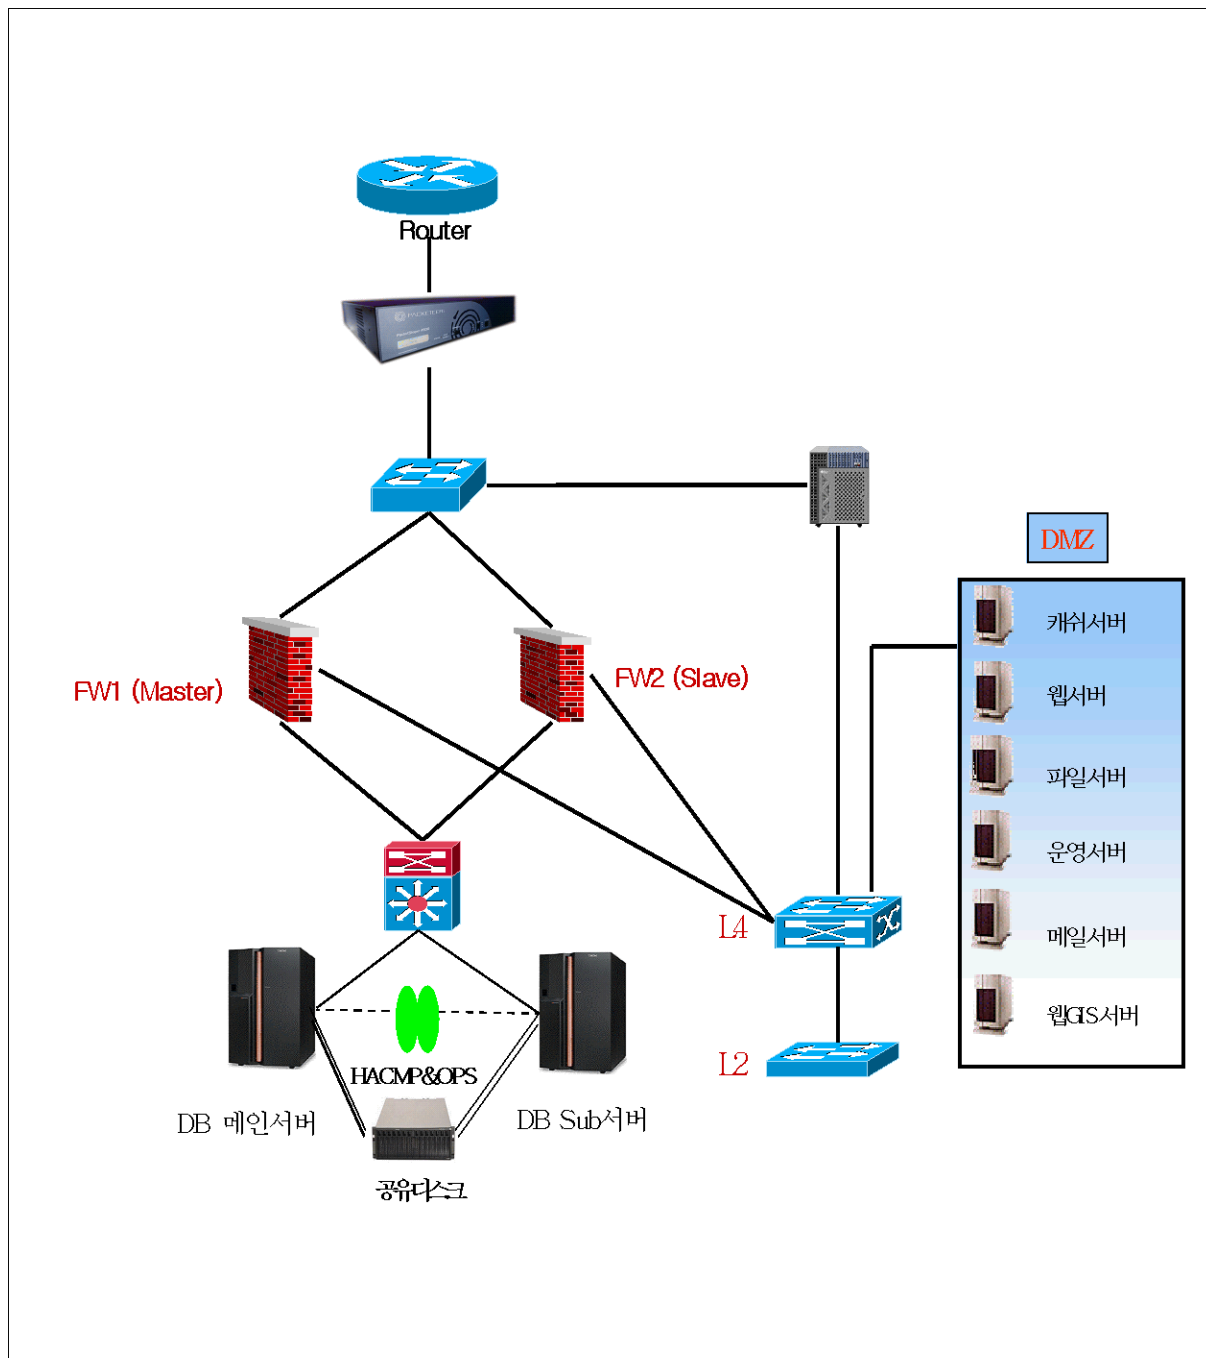 Router
DMZ
캐쉬서버
FW1 (Master)
FW2 (Slave)
웹서버
파일서버
운영서버
L4
메일서버
웹GIS서버
L2
HACMP&OPS
DB 메인서버
DB Sub서버
공유디스크